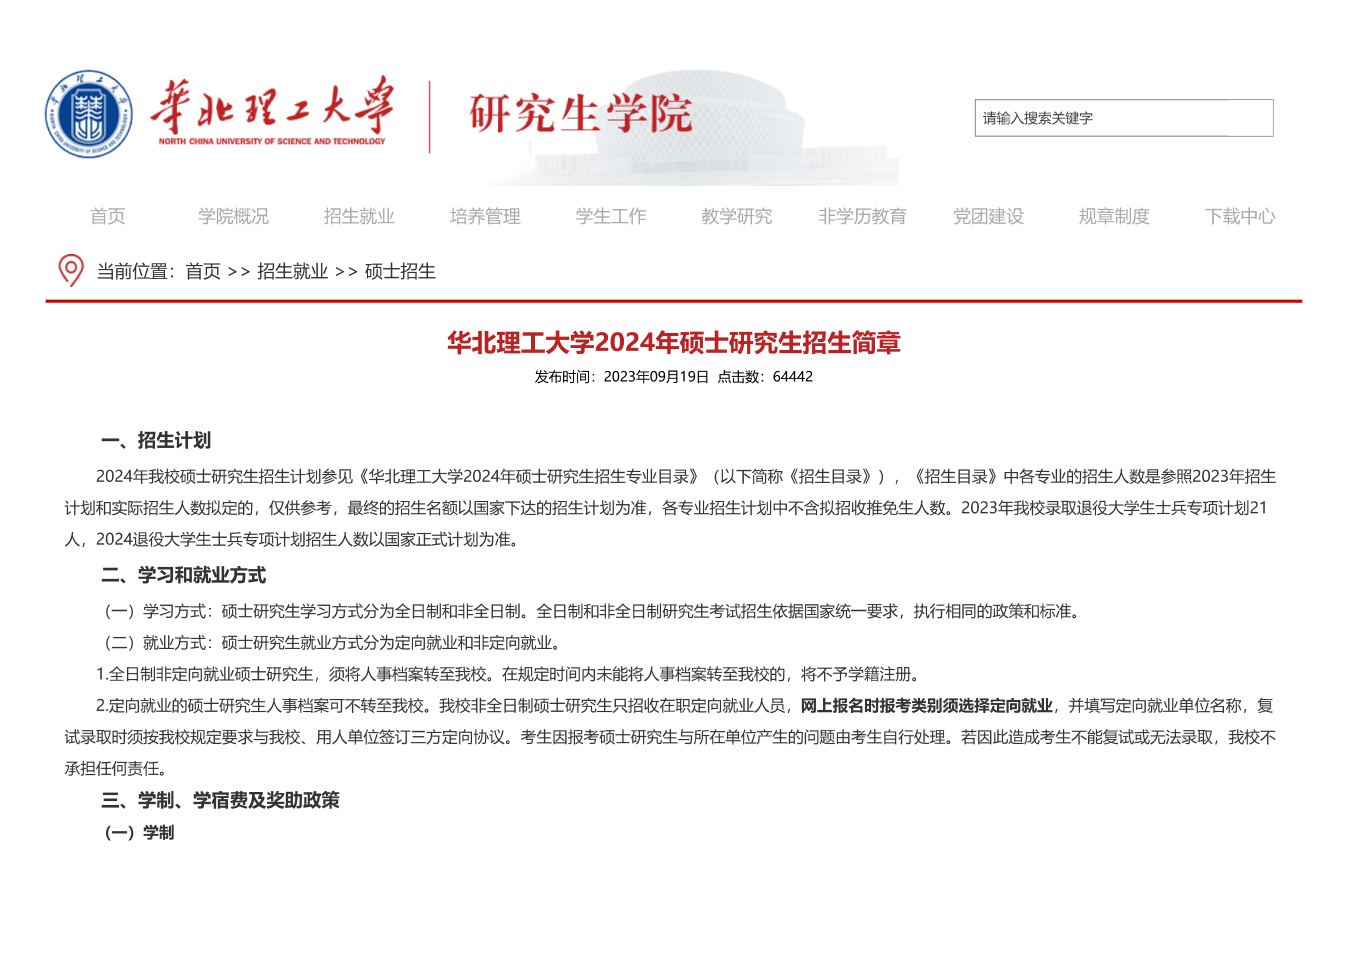 華北理工大学
NORTH CHINA UNIVERSITY OF SCIENCE AND TECHNOLOGY
研究生学院
请输入搜索关键字
首页 学院概况 招生就业 培养管理 学生工作 教学研究 非学历教育 党团建设 规章制度 下载中心
当前位置：首页 >> 招生就业 >> 硕士招生
华北理工大学2024年硕士研究生招生简章
发布时间：2023年09月19日 点击数：64442
一、招生计划
2024年我校硕士研究生招生计划参见《华北理工大学2024年硕士研究生招生专业目录》（以下简称《招生目录》），《招生目录》中各专业的招生人数是参照2023年招生
计划和实际招生人数拟定的，仅供参考，最终的招生名额以国家下达的招生计划为准，各专业招生计划中不含拟招收推免生人数。2023年我校录取退役大学生士兵专项计划21
人，2024退役大学生士兵专项计划招生人数以国家正式计划为准。
二、学习和就业方式
（一）学习方式：硕士研究生学习方式分为全日制和非全日制。全日制和非全日制研究生考试招生依据国家统一要求，执行相同的政策和标准。
（二）就业方式：硕士研究生就业方式分为定向就业和非定向就业。
1.全日制非定向就业硕士研究生，须将人事档案转至我校。在规定时间内未能将人事档案转至我校的，将不予学籍注册。
2.定向就业的硕士研究生人事档案可不转至我校。我校非全日制硕士研究生只招收在职定向就业人员，网上报名时报考类别须选择定向就业，并填写定向就业单位名称，复
试录取时须按我校规定要求与我校、用人单位签订三方定向协议。考生因报考硕士研究生与所在单位产生的问题由考生自行处理。若因此造成考生不能复试或无法录取，我校不
承担任何责任。
三、学制、学宿费及奖助政策
（一）学制